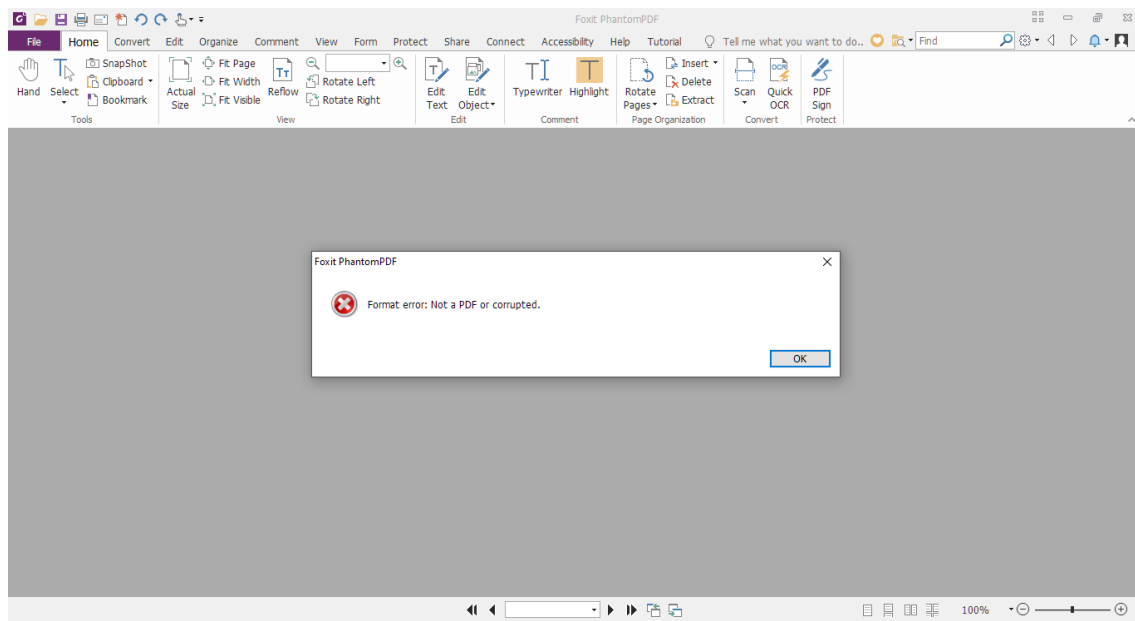 Foxit PhantomPDF
File Home Convert Edit Organize Comment View Form Protect Share Connect Accessibility Help Tutorial Tell me what you want to do.. Find
Hand
Select
SnapShot
Clipboard
Bookmark
Tools
Actual
Size
Fit Page
Fit Width
Fit Visible
Reflow
Rotate Left
Rotate Right
View
Edit
Text
Edit
Object
Edit
Typewriter
Highlight
Comment
Rotate
Pages
Insert
Delete
Extract
Page Organization
Scan
OCR
Quick
OCR
Convert
PDF
Sign
Protect
Foxit PhantomPDF
Format error: Not a PDF or corrupted.
OK
100%